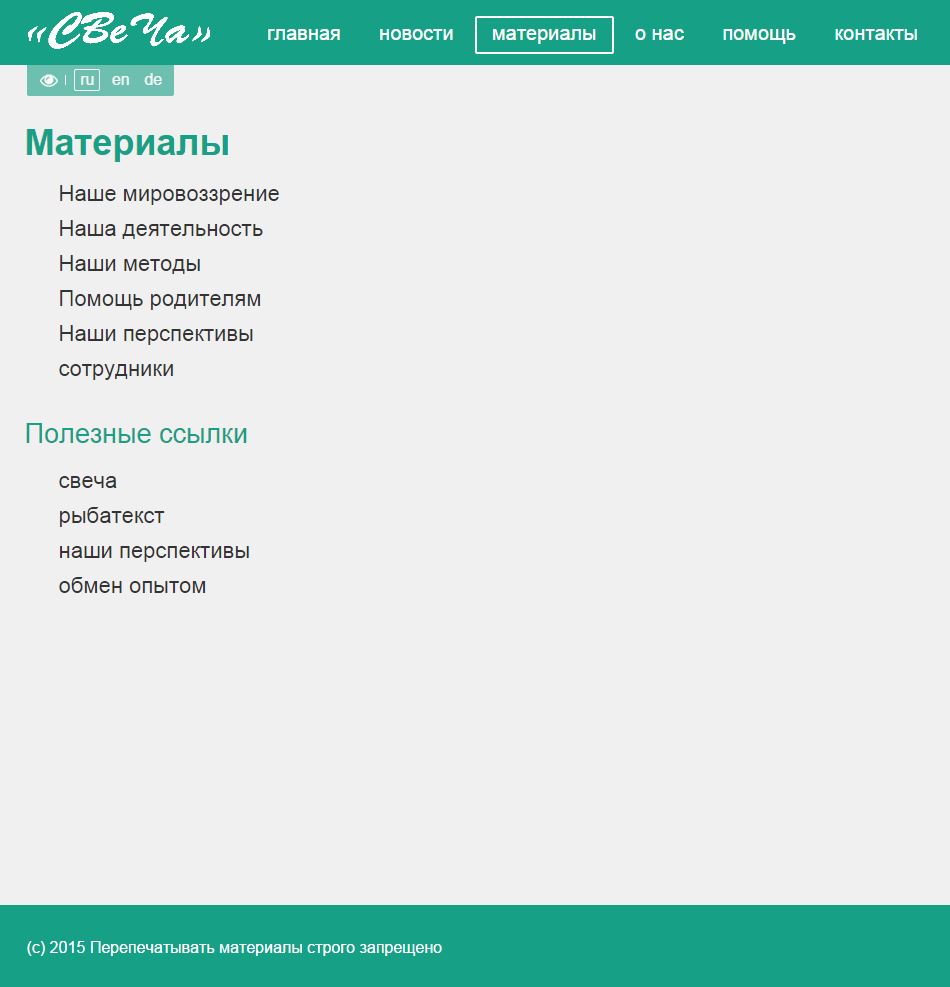 «СВеЧа» главная новости материалы о нас помощь контакты
ru en de
Материалы
Наше мировоззрение
Наша деятельность
Наши методы
Помощь родителям
Наши перспективы
сотрудники
Полезные ссылки
свеча
рыбатекст
наши перспективы
обмен опытом
(с) 2015 Перепечатывать материалы строго запрещено